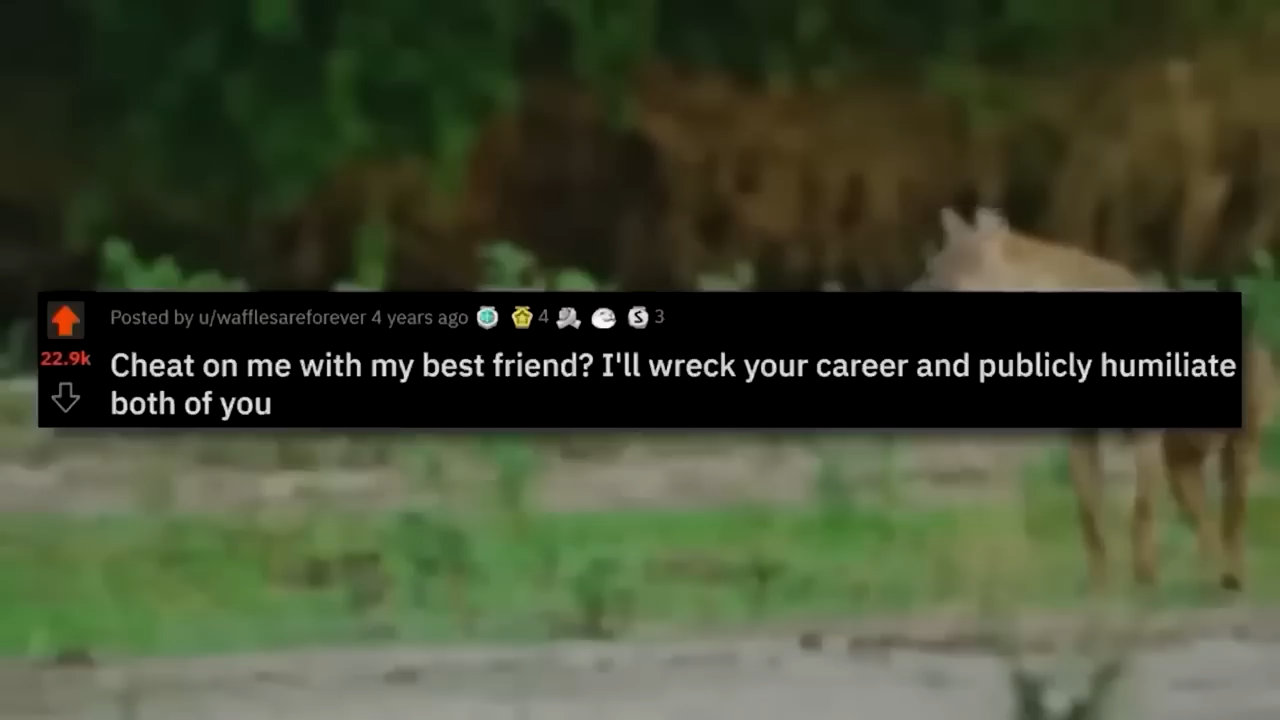 Posted by u/wafflesareforever 4 years ago 4 S 3
22.9k
Cheat on me with my best friend? I'll wreck your career and publicly humiliate
both of you